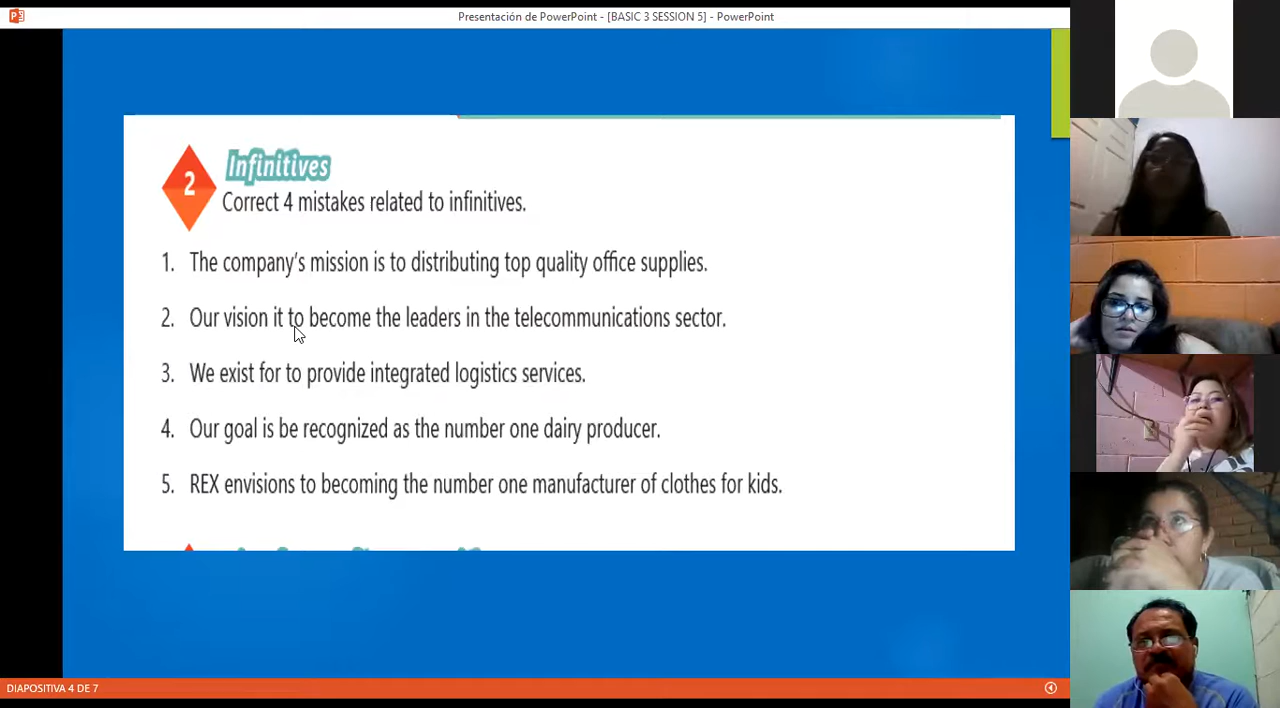 Presentación de PowerPoint - [BASIC 3 SESSION 5] - PowerPoint
2
Infinitives
Correct 4 mistakes related to infinitives.
1. The company's mission is to distributing top quality office supplies.
2. Our vision it to become the leaders in the telecommunications sector.
3. We exist for to provide integrated logistics services.
4. Our goal is be recognized as the number one dairy producer.
5. REX envisions to becoming the number one manufacturer of clothes for kids.
DIAPOSITIVA 4 DE 7